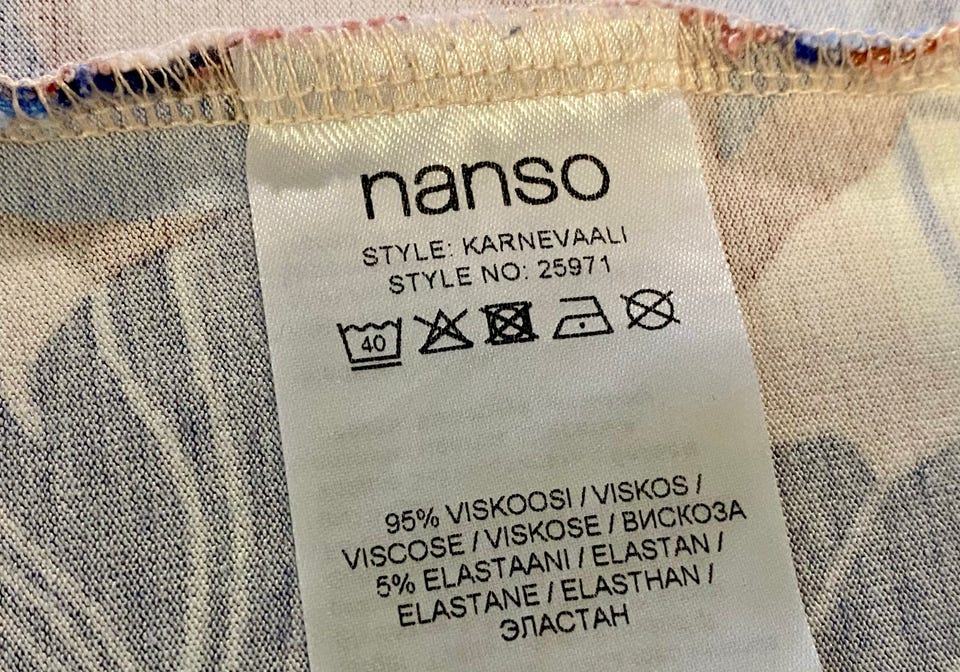 nanso
STYLE: KARNEVAALI
STYLE NO: 25971
40
95% VISKOOSI / VISKOS /
VISCOSE / VISKOSE / ВИСКОЗА
5% ELASTAANI / ELASTAN /
ELASTANE / ELASTHAN /
ЭЛАСТАН